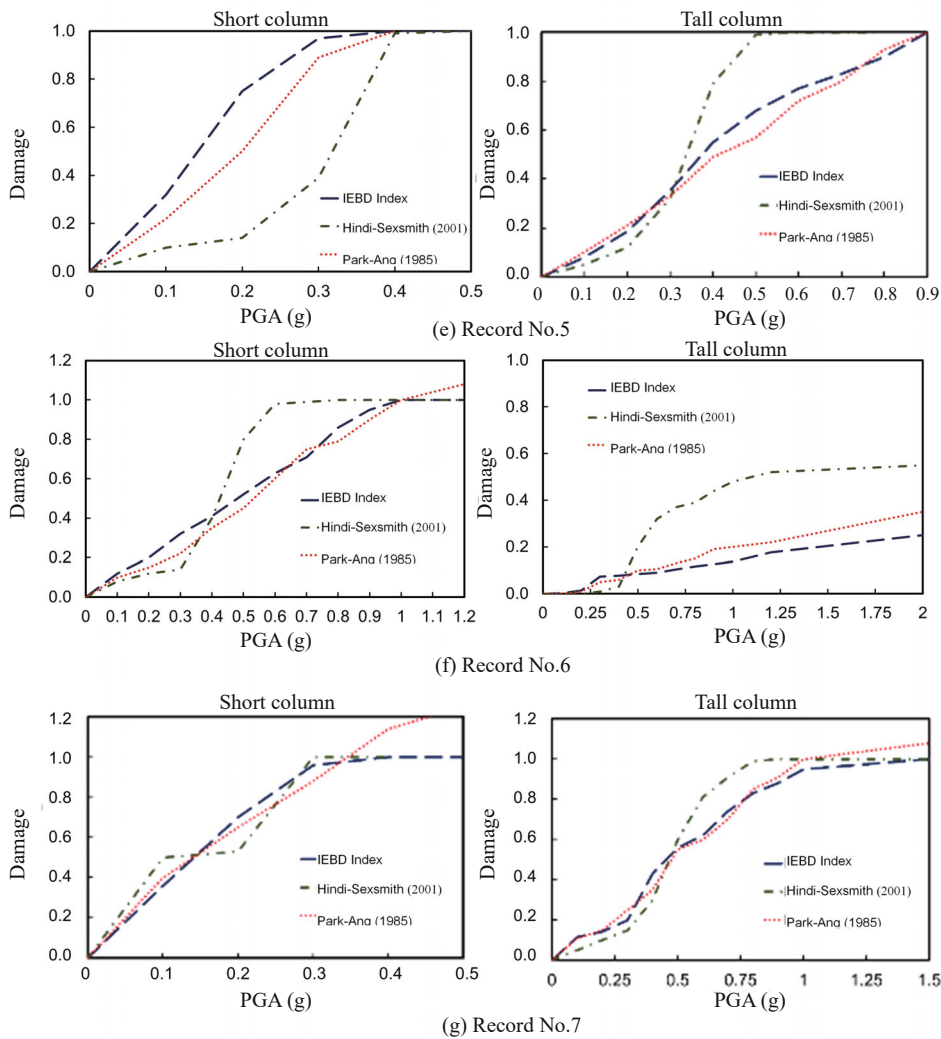 Short column
1.0
0.8
0.6
0.4
0.2
0.0
Damage
IEBD Index
Hindi-Sexsmith (2001)
Park-Ang (1985)
0 0.1 0.2 0.3 0.4 0.5
PGA (g)
Tall column
1.0
0.8
0.6
0.4
0.2
0.0
Damage
IEBD Index
Hindi-Sexsmith (2001)
Park-Ang (1985)
0 0.1 0.2 0.3 0.4 0.5 0.6 0.7 0.8 0.9
PGA (g)
(e) Record No.5
Short column
1.2
1.0
0.8
0.6
0.4
0.2
0.0
Damage
IEBD Index
Hindi-Sexsmith (2001)
Park-Ang (1985)
0 0.1 0.2 0.3 0.4 0.5 0.6 0.7 0.8 0.9 1 1.1 1.2
PGA (g)
Tall column
1.0
0.8
0.6
0.4
0.2
0.0
Damage
IEBD Index
Hindi-Sexsmith (2001)
Park-Ang (1985)
0 0.25 0.5 0.75 1 1.25 1.5 1.75 2
PGA (g)
(f) Record No.6
Short column
1.2
1.0
0.8
0.6
0.4
0.2
0.0
Damage
IEBD Index
Hindi-Sexsmith (2001)
Park-Ang (1985)
0 0.1 0.2 0.3 0.4 0.5
PGA (g)
Tall column
1.2
1.0
0.8
0.6
0.4
0.2
0.0
Damage
IEBD Index
Hindi-Sexsmith (2001)
Park-Ang (1985)
0 0.25 0.5 0.75 1 1.25 1.5
PGA (g)
(g) Record No.7